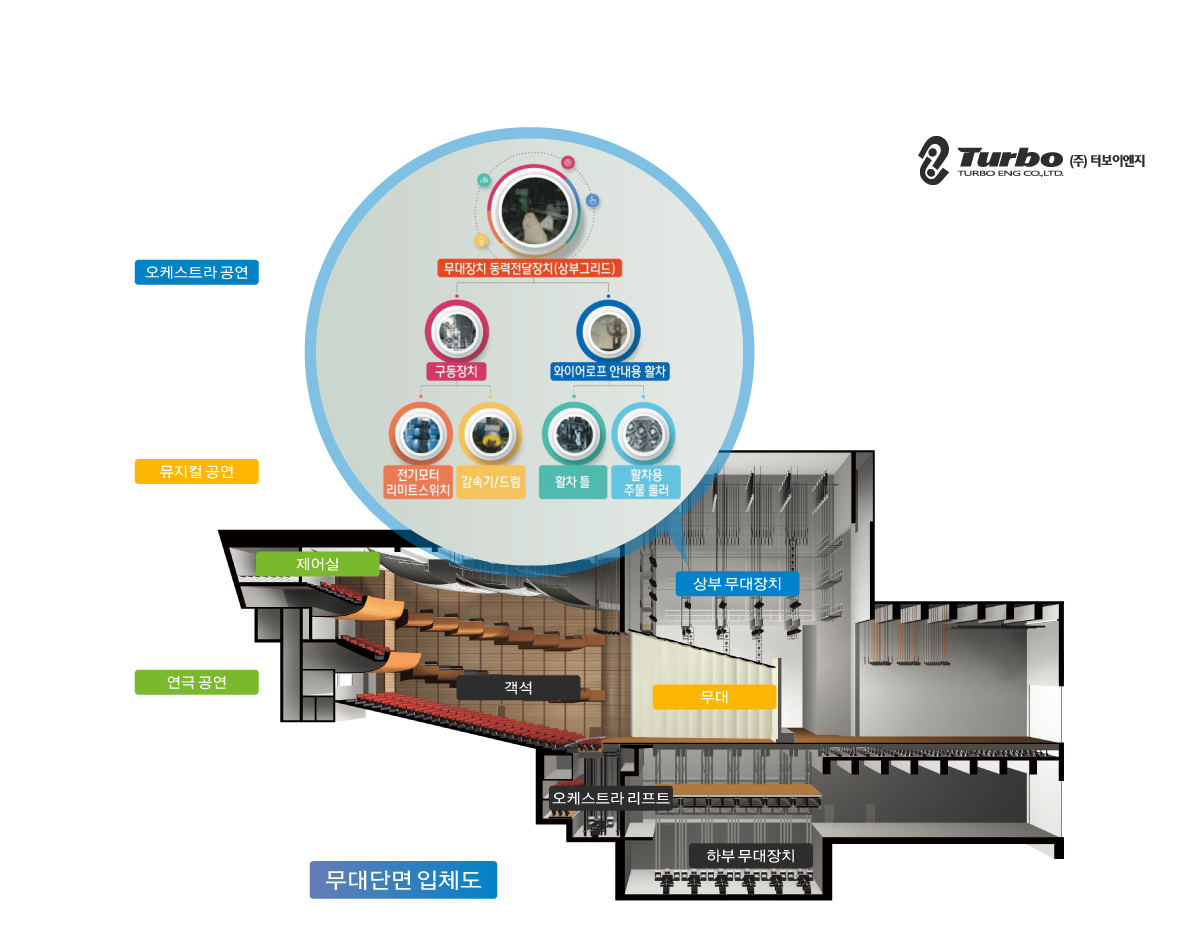 Turbo
TURBO ENG CO.,LTD.
(주) 터보이엔지
무대장치 동력전달장치(상부그리드)
오케스트라 공연
구동장치
와이어로프 안내용 활차
뮤지컬 공연
전기모터
리미트스위치
감속기/드럼
활차 틀
활차용
주물 롤러
제어실
상부 무대장치
연극 공연
객석
무대
오케스트라 리프트
하부 무대장치
무대단면 입체도